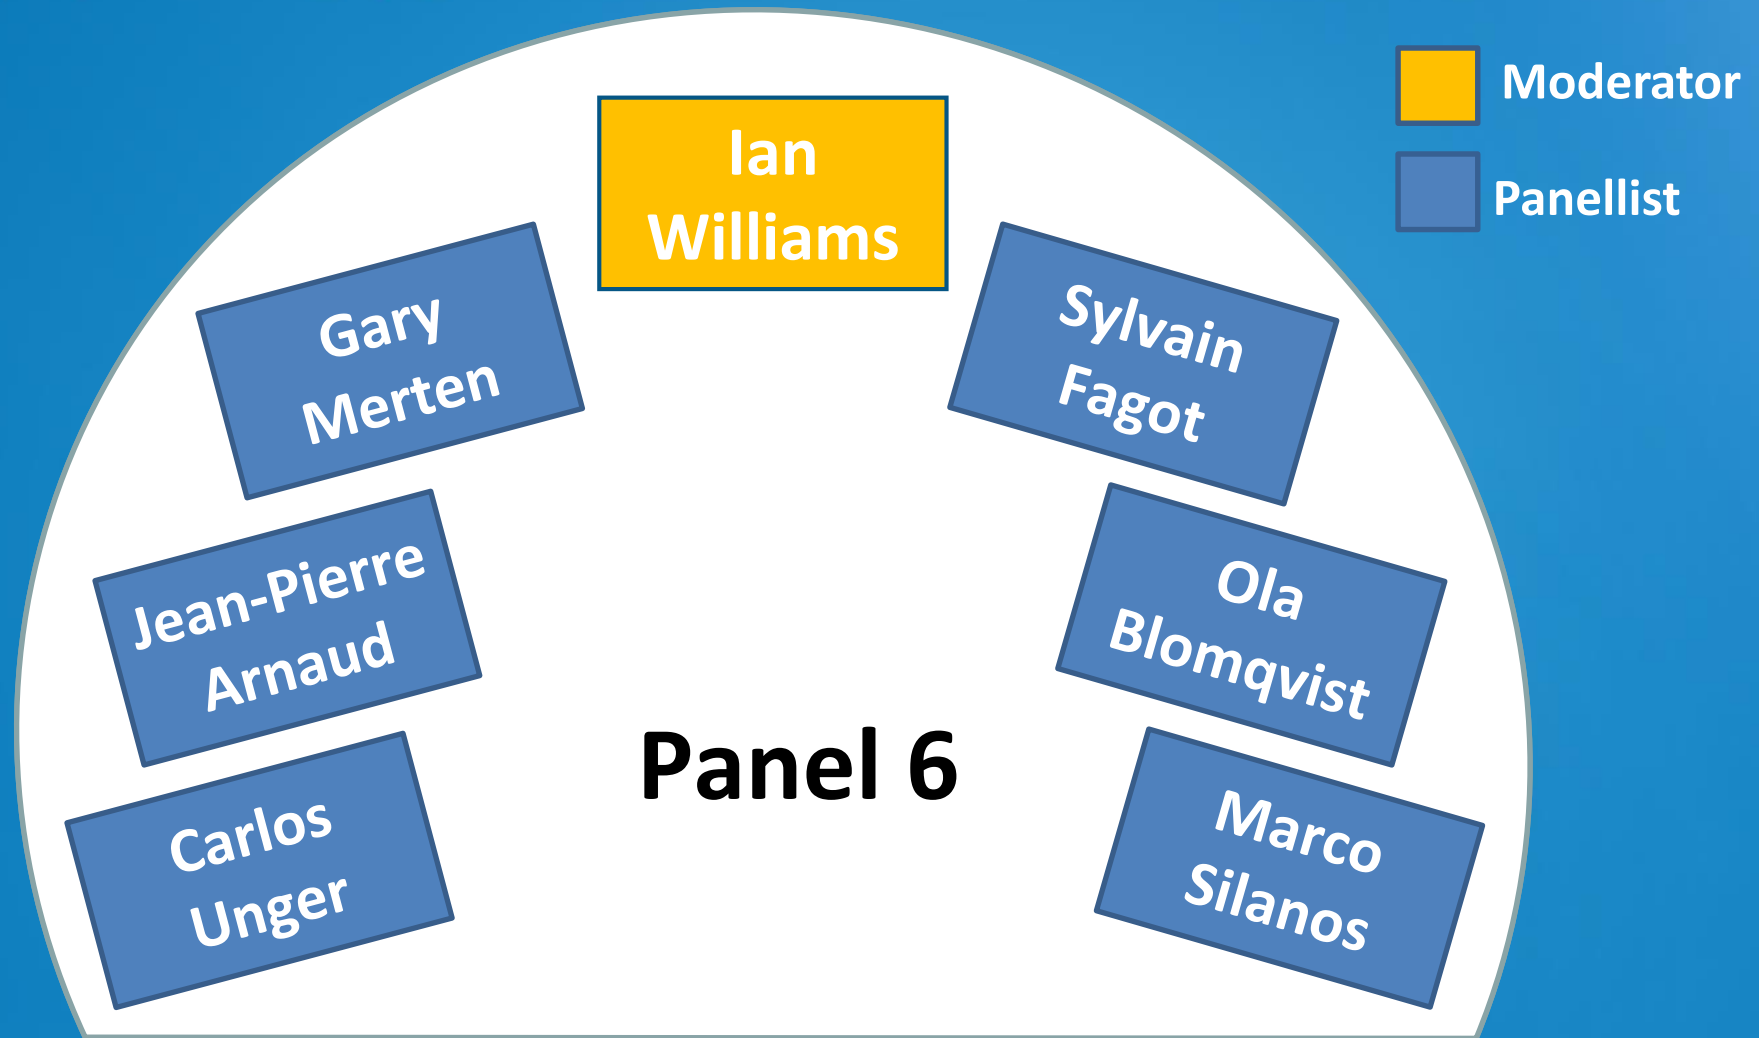 Moderator
Panellist
Ian
Williams
Gary
Merten
Sylvain
Fagot
Jean-Pierre
Arnaud
Ola
Blomqvist
Panel 6
Carlos
Unger
Marco
Silanos